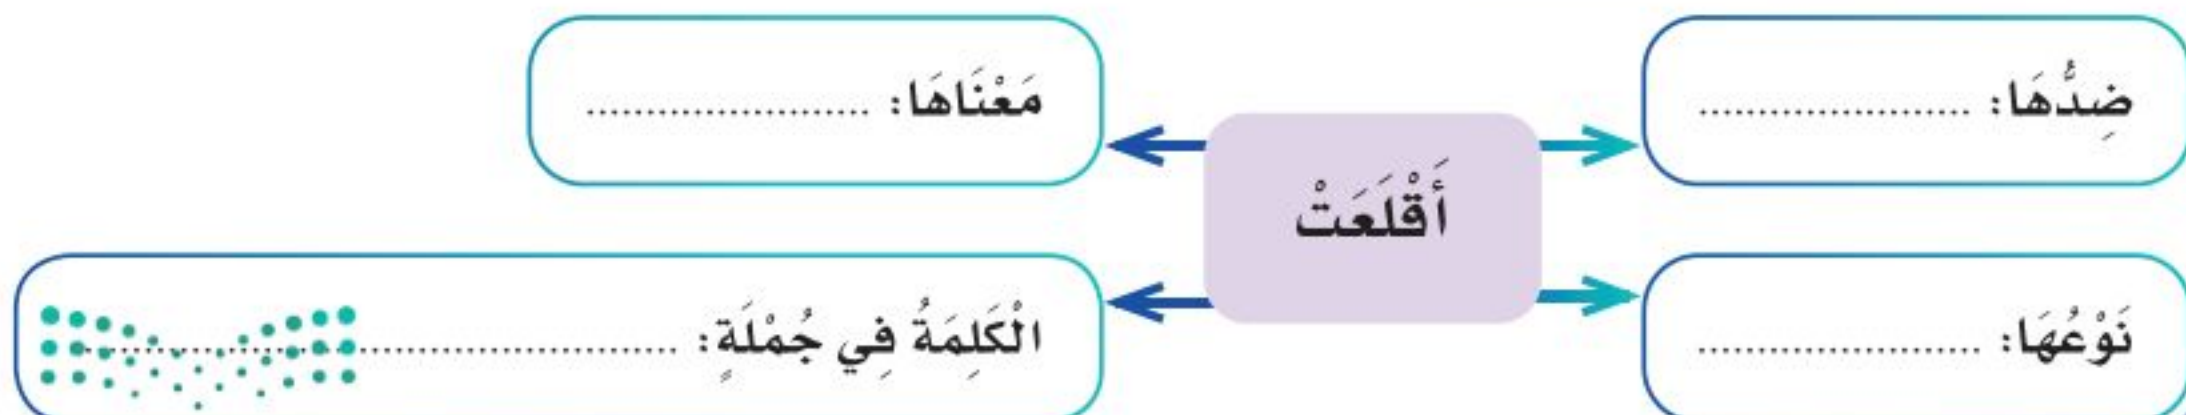 ضِدُّهَا: ......................
مَعْنَاهَا: ........................
أَقْلَعَتْ
نَوْعُهَا: ........................
الْكَلِمَةُ فِي جُمْلَةٍ: ..................................................